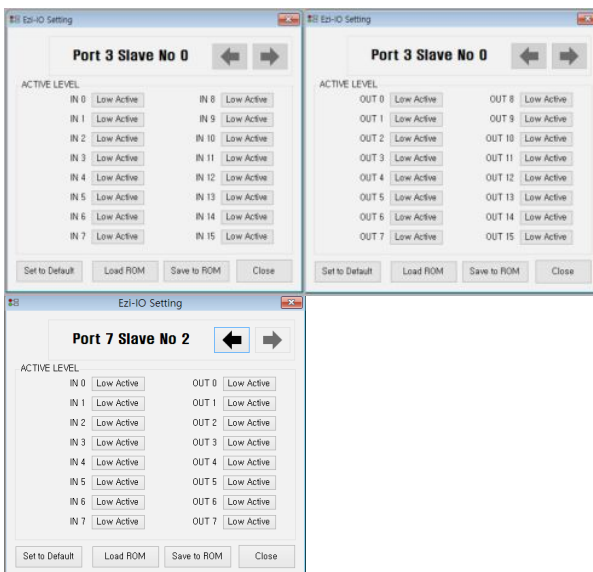 Ezi-IO Setting
Port 3 Slave No 0
ACTIVE LEVEL
IN 0 Low Active IN 8 Low Active
IN 1 Low Active IN 9 Low Active
IN 2 Low Active IN 10 Low Active
IN 3 Low Active IN 11 Low Active
IN 4 Low Active IN 12 Low Active
IN 5 Low Active IN 13 Low Active
IN 6 Low Active IN 14 Low Active
IN 7 Low Active IN 15 Low Active
Set to Default Load ROM Save to ROM Close
Ezi-IO Setting
Port 3 Slave No 0
ACTIVE LEVEL
OUT 0 Low Active OUT 8 Low Active
OUT 1 Low Active OUT 9 Low Active
OUT 2 Low Active OUT 10 Low Active
OUT 3 Low Active OUT 11 Low Active
OUT 4 Low Active OUT 12 Low Active
OUT 5 Low Active OUT 13 Low Active
OUT 6 Low Active OUT 14 Low Active
OUT 7 Low Active OUT 15 Low Active
Set to Default Load ROM Save to ROM Close
Ezi-IO Setting
Port 7 Slave No 2
ACTIVE LEVEL
IN 0 Low Active OUT 0 Low Active
IN 1 Low Active OUT 1 Low Active
IN 2 Low Active OUT 2 Low Active
IN 3 Low Active OUT 3 Low Active
IN 4 Low Active OUT 4 Low Active
IN 5 Low Active OUT 5 Low Active
IN 6 Low Active OUT 6 Low Active
IN 7 Low Active OUT 7 Low Active
Set to Default Load ROM Save to ROM Close